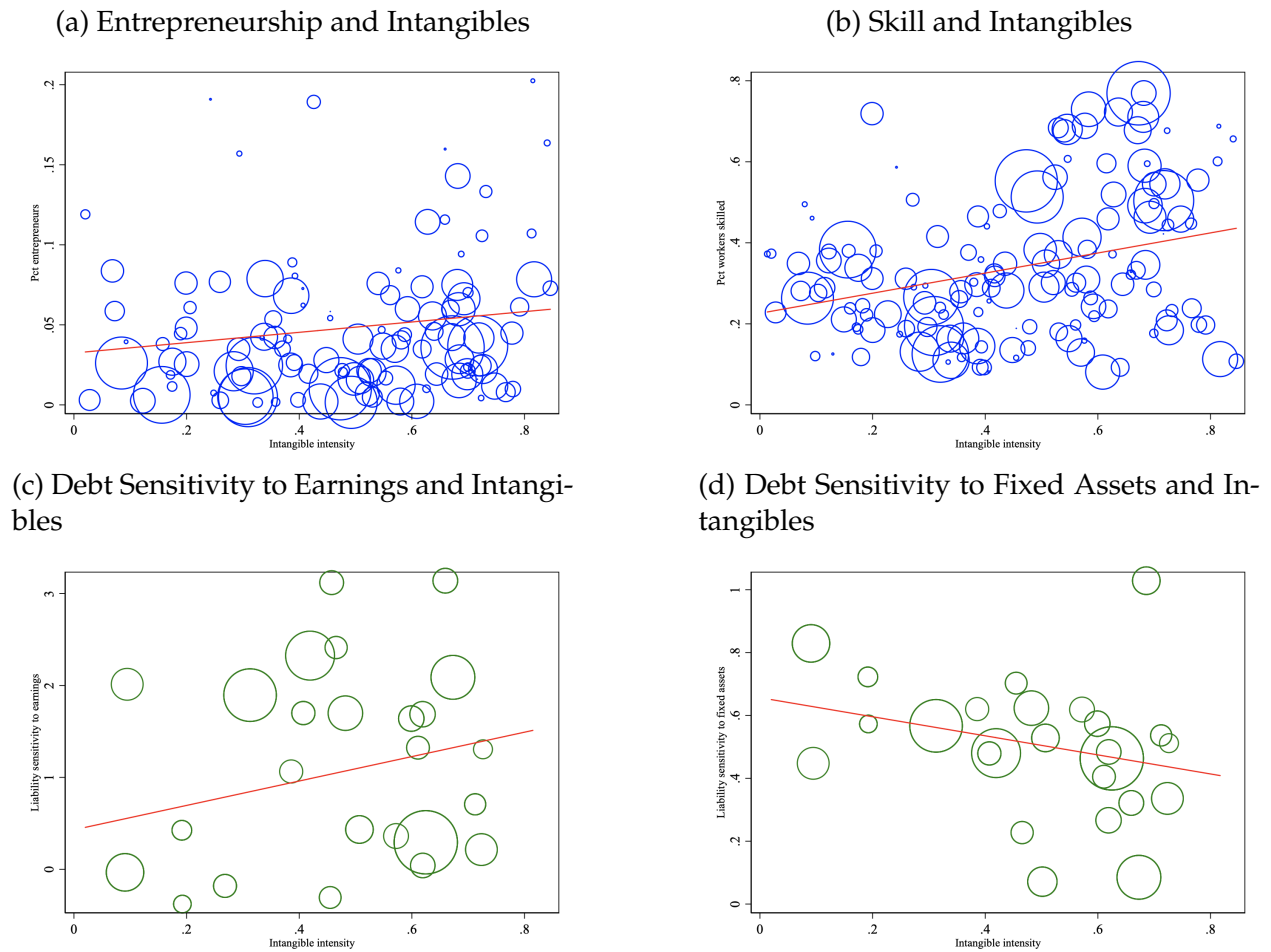 (a) Entrepreneurship and Intangibles
.2
.15
.1
.05
0
Pct entrepreneurs
0
.2
.4
.6
.8
Intangible intensity
(b) Skill and Intangibles
.8
.6
.4
.2
0
Pct workers skilled
0
.2
.4
.6
.8
Intangible intensity
(c) Debt Sensitivity to Earnings and Intangi-
bles
3
2
1
0
Liability sensitivity to earnings
0
.2
.4
.6
.8
Intangible intensity
(d) Debt Sensitivity to Fixed Assets and In-
tangibles
1
.8
.6
.4
.2
0
Liability sensitivity to fixed assets
0
.2
.4
.6
.8
Intangible intensity